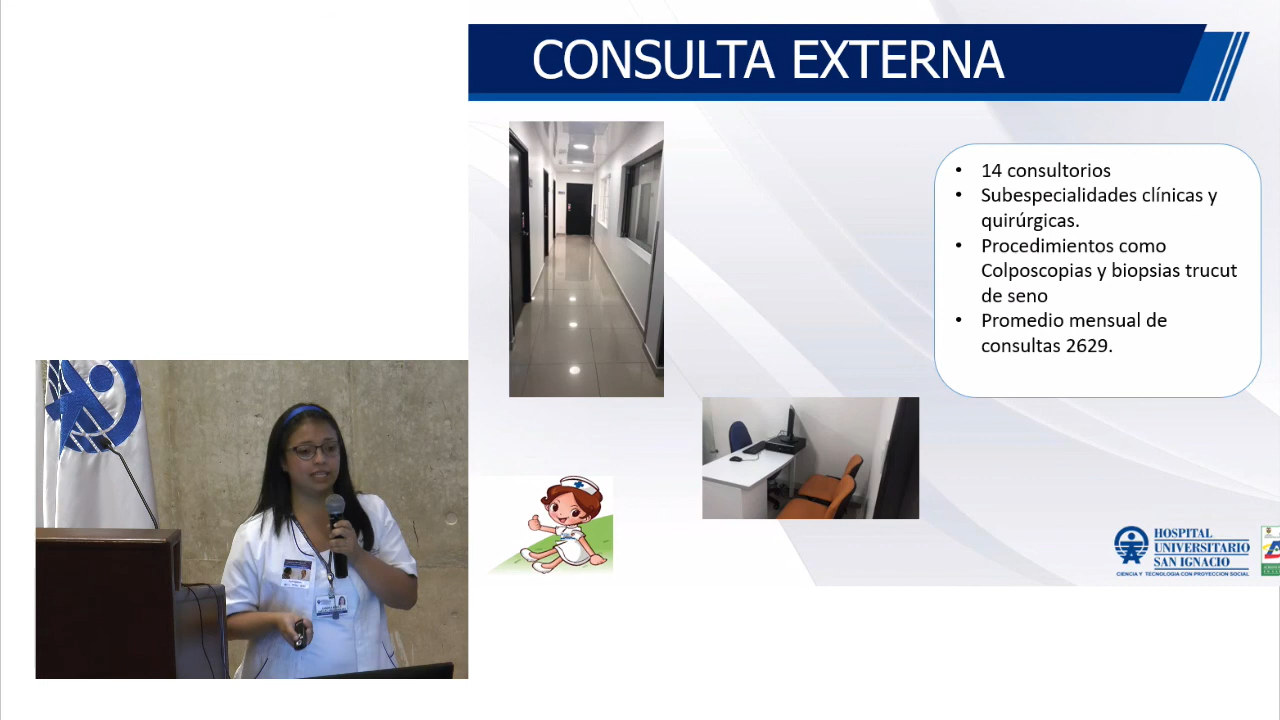 CONSULTA EXTERNA
• 14 consultorios
• Subespecialidades clínicas y
quirúrgicas.
• Procedimientos como
Colposcopias y biopsias trucut
de seno
• Promedio mensual de
consultas 2629.
HOSPITAL
UNIVERSITARIO
SAN IGNACIO
CIENCIA Y TECNOLOGIA CON PROYECCION SOCIAL